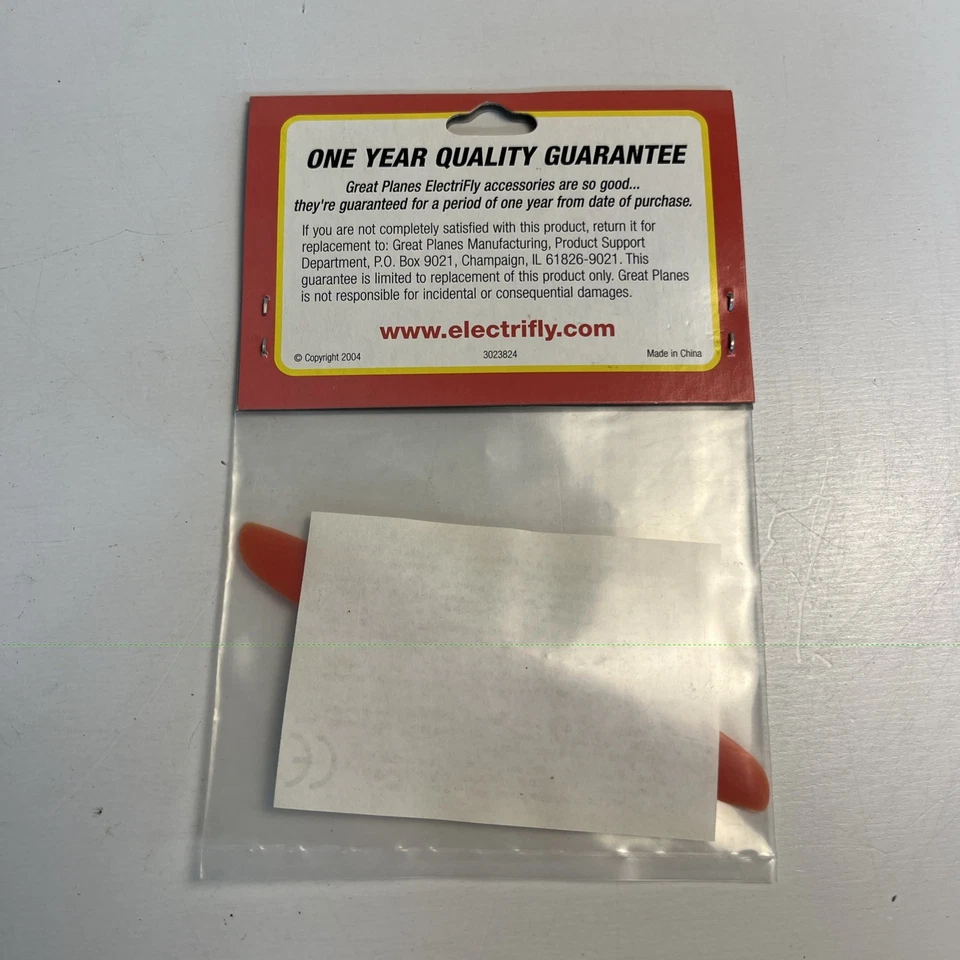 ONE YEAR QUALITY GUARANTEE
Great Planes ElectriFly accessories are so good...
they're guaranteed for a period of one year from date of purchase.
If you are not completely satisfied with this product, return it for
replacement to: Great Planes Manufacturing, Product Support
Department, P.O. Box 9021, Champaign, IL 61826-9021. This
guarantee is limited to replacement of this product only. Great Planes
is not responsible for incidental or consequential damages.
www.electrifly.com
© Copyright 2004 3023824 Made in China